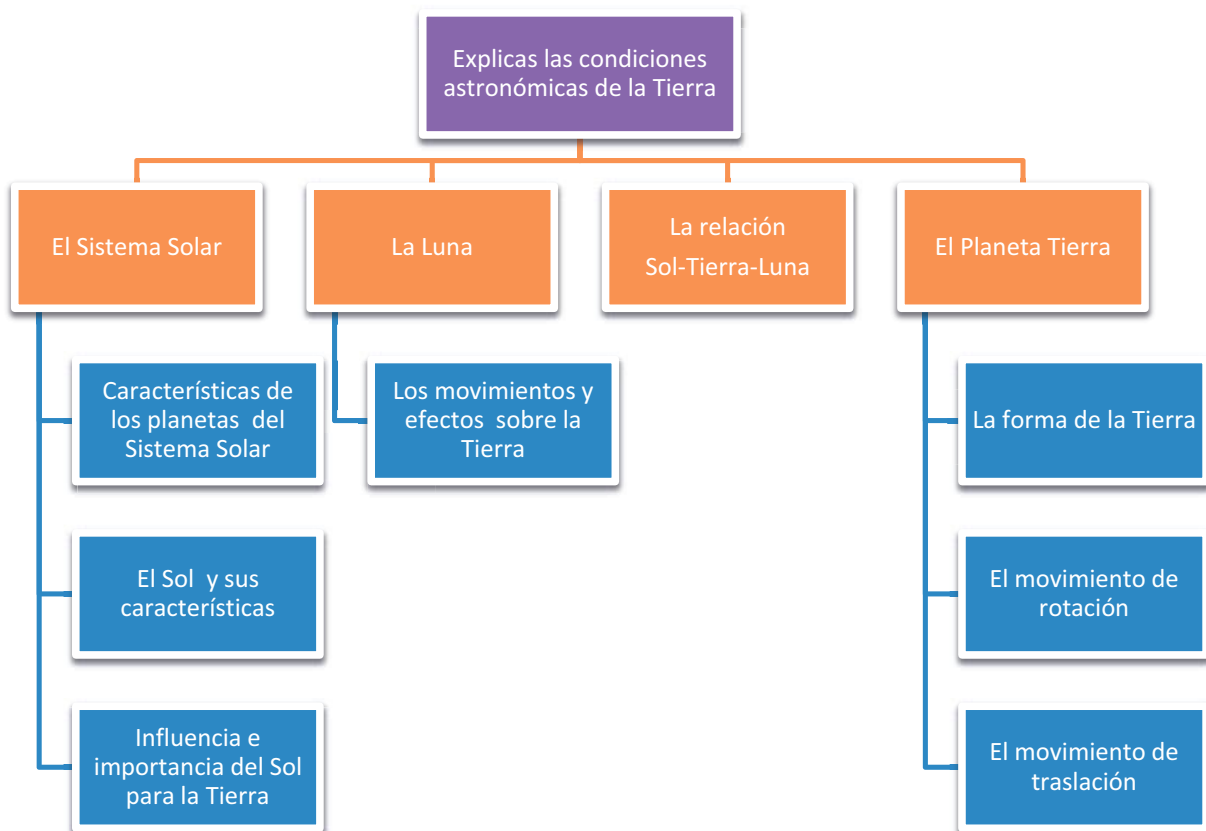 Explicas las condiciones
astronómicas de la Tierra
El Sistema Solar
La Luna
La relación
Sol-Tierra-Luna
El Planeta Tierra
Características de
los planetas del
Sistema Solar
Los movimientos y
efectos sobre la
Tierra
La forma de la Tierra
El Sol y sus
características
El movimiento de
rotación
Influencia e
importancia del Sol
para la Tierra
El movimiento de
traslación